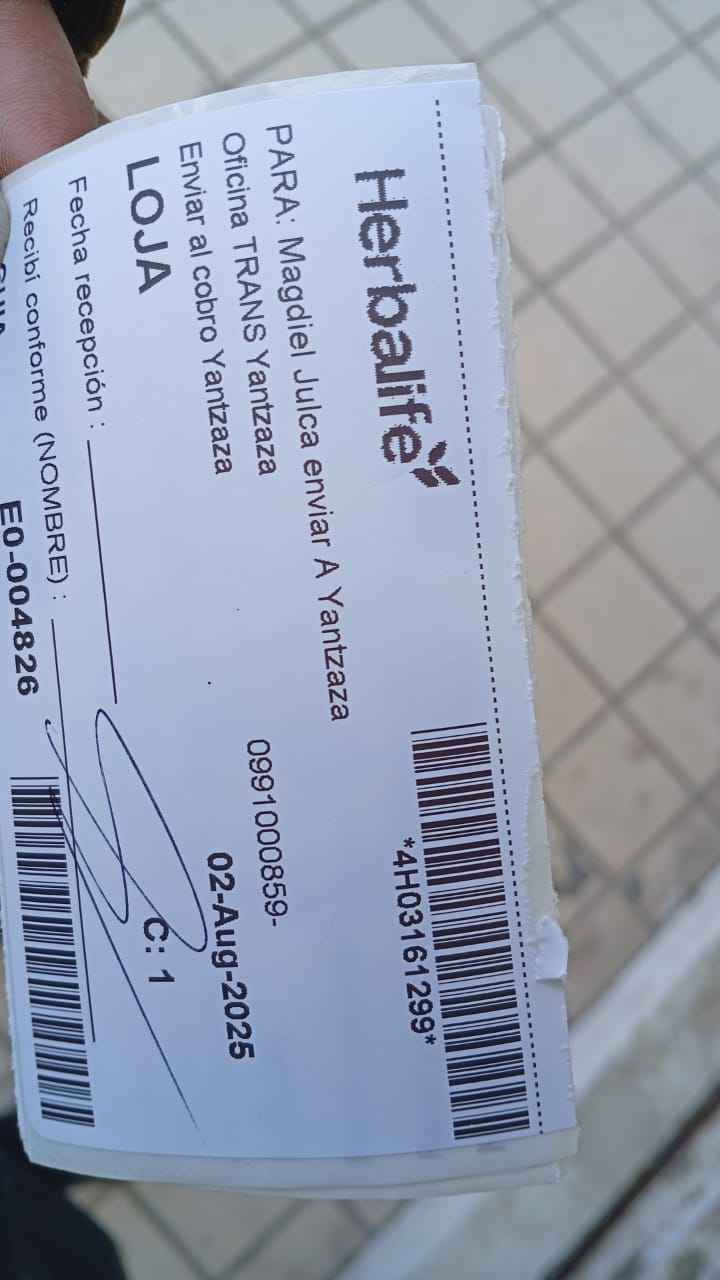 Herbalife
*4H03161299*
PARA: Magdiel Julca enviar A Yantzaza
Oficina TRANS Yantzaza
0991000859-
Enviar al cobro Yantzaza
02-Aug-2025
LOJA
C: 1
Fecha recepción :
Recibí conforme (NOMBRE) :
E0-004826